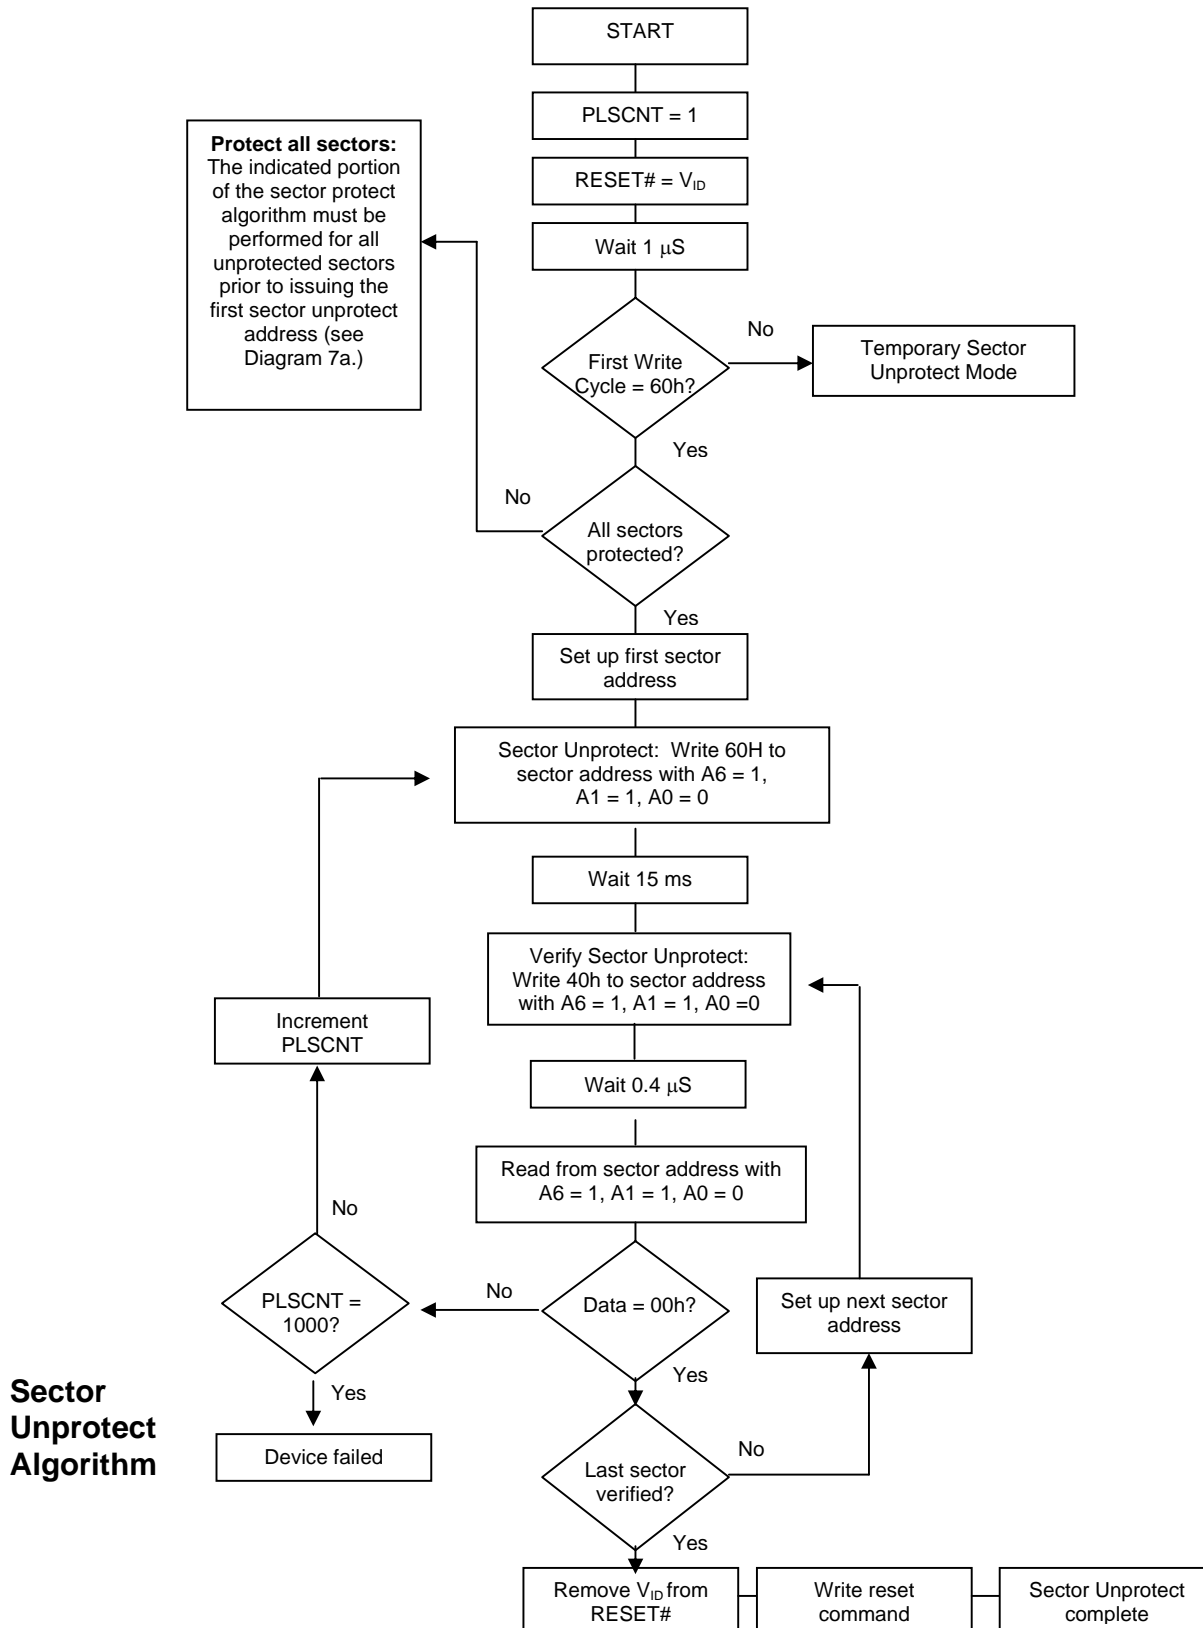 START
PLSCNT = 1
Protect all sectors:
The indicated portion
of the sector protect
algorithm must be
performed for all
unprotected sectors
prior to issuing the
first sector unprotect
address (see
Diagram 7a.)
RESET# = VID
Wait 1 μS
First Write
Cycle = 60h?
No
Temporary Sector
Unprotect Mode
Yes
No
All sectors
protected?
Yes
Set up first sector
address
Sector Unprotect: Write 60H to
sector address with A6 = 1,
A1 = 1, A0 = 0
Wait 15 ms
Verify Sector Unprotect:
Write 40h to sector address
with A6 = 1, A1 = 1, A0 =0
Increment
PLSCNT
Wait 0.4 μS
Read from sector address with
A6 = 1, A1 = 1, A0 = 0
No
PLSCNT =
1000?
No
Data = 00h?
Set up next sector
address
Yes
Yes
Sector
Unprotect
Algorithm
Device failed
Last sector
verified?
No
Yes
Remove VID from
RESET#
Write reset
command
Sector Unprotect
complete